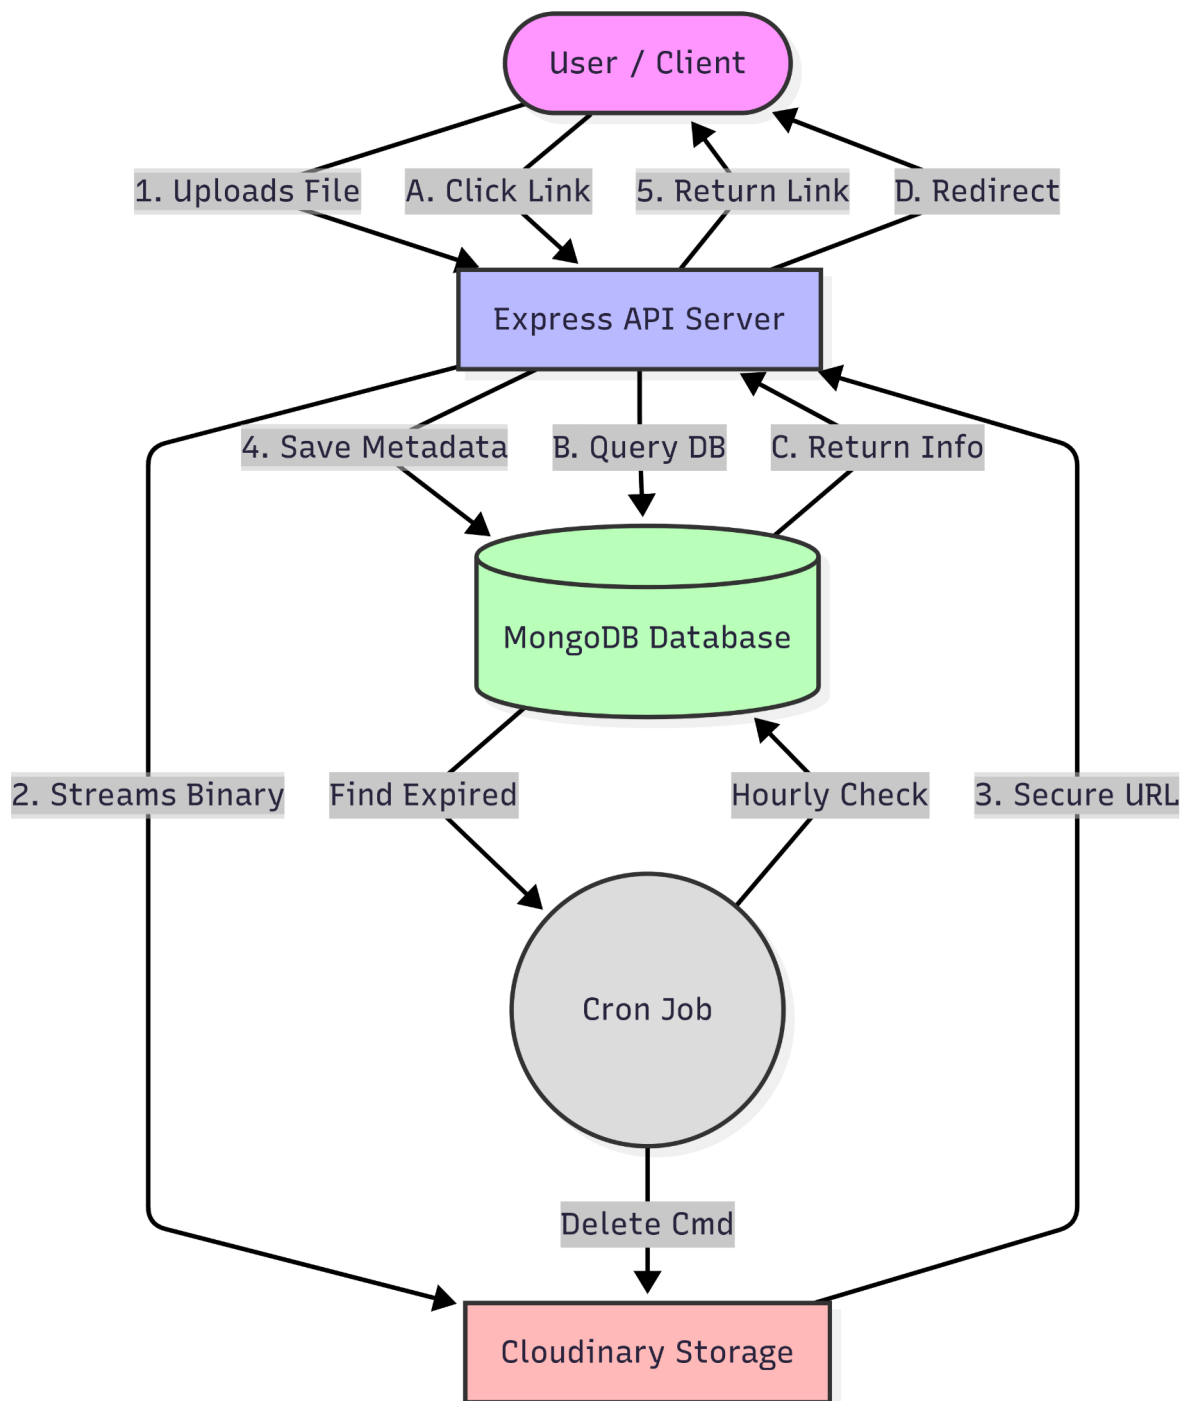 User / Client
1. Uploads File
A. Click Link
5. Return Link
D. Redirect
Express API Server
4. Save Metadata
B. Query DB
C. Return Info
MongoDB Database
2. Streams Binary
Find Expired
Hourly Check
3. Secure URL
Cron Job
Delete Cmd
Cloudinary Storage